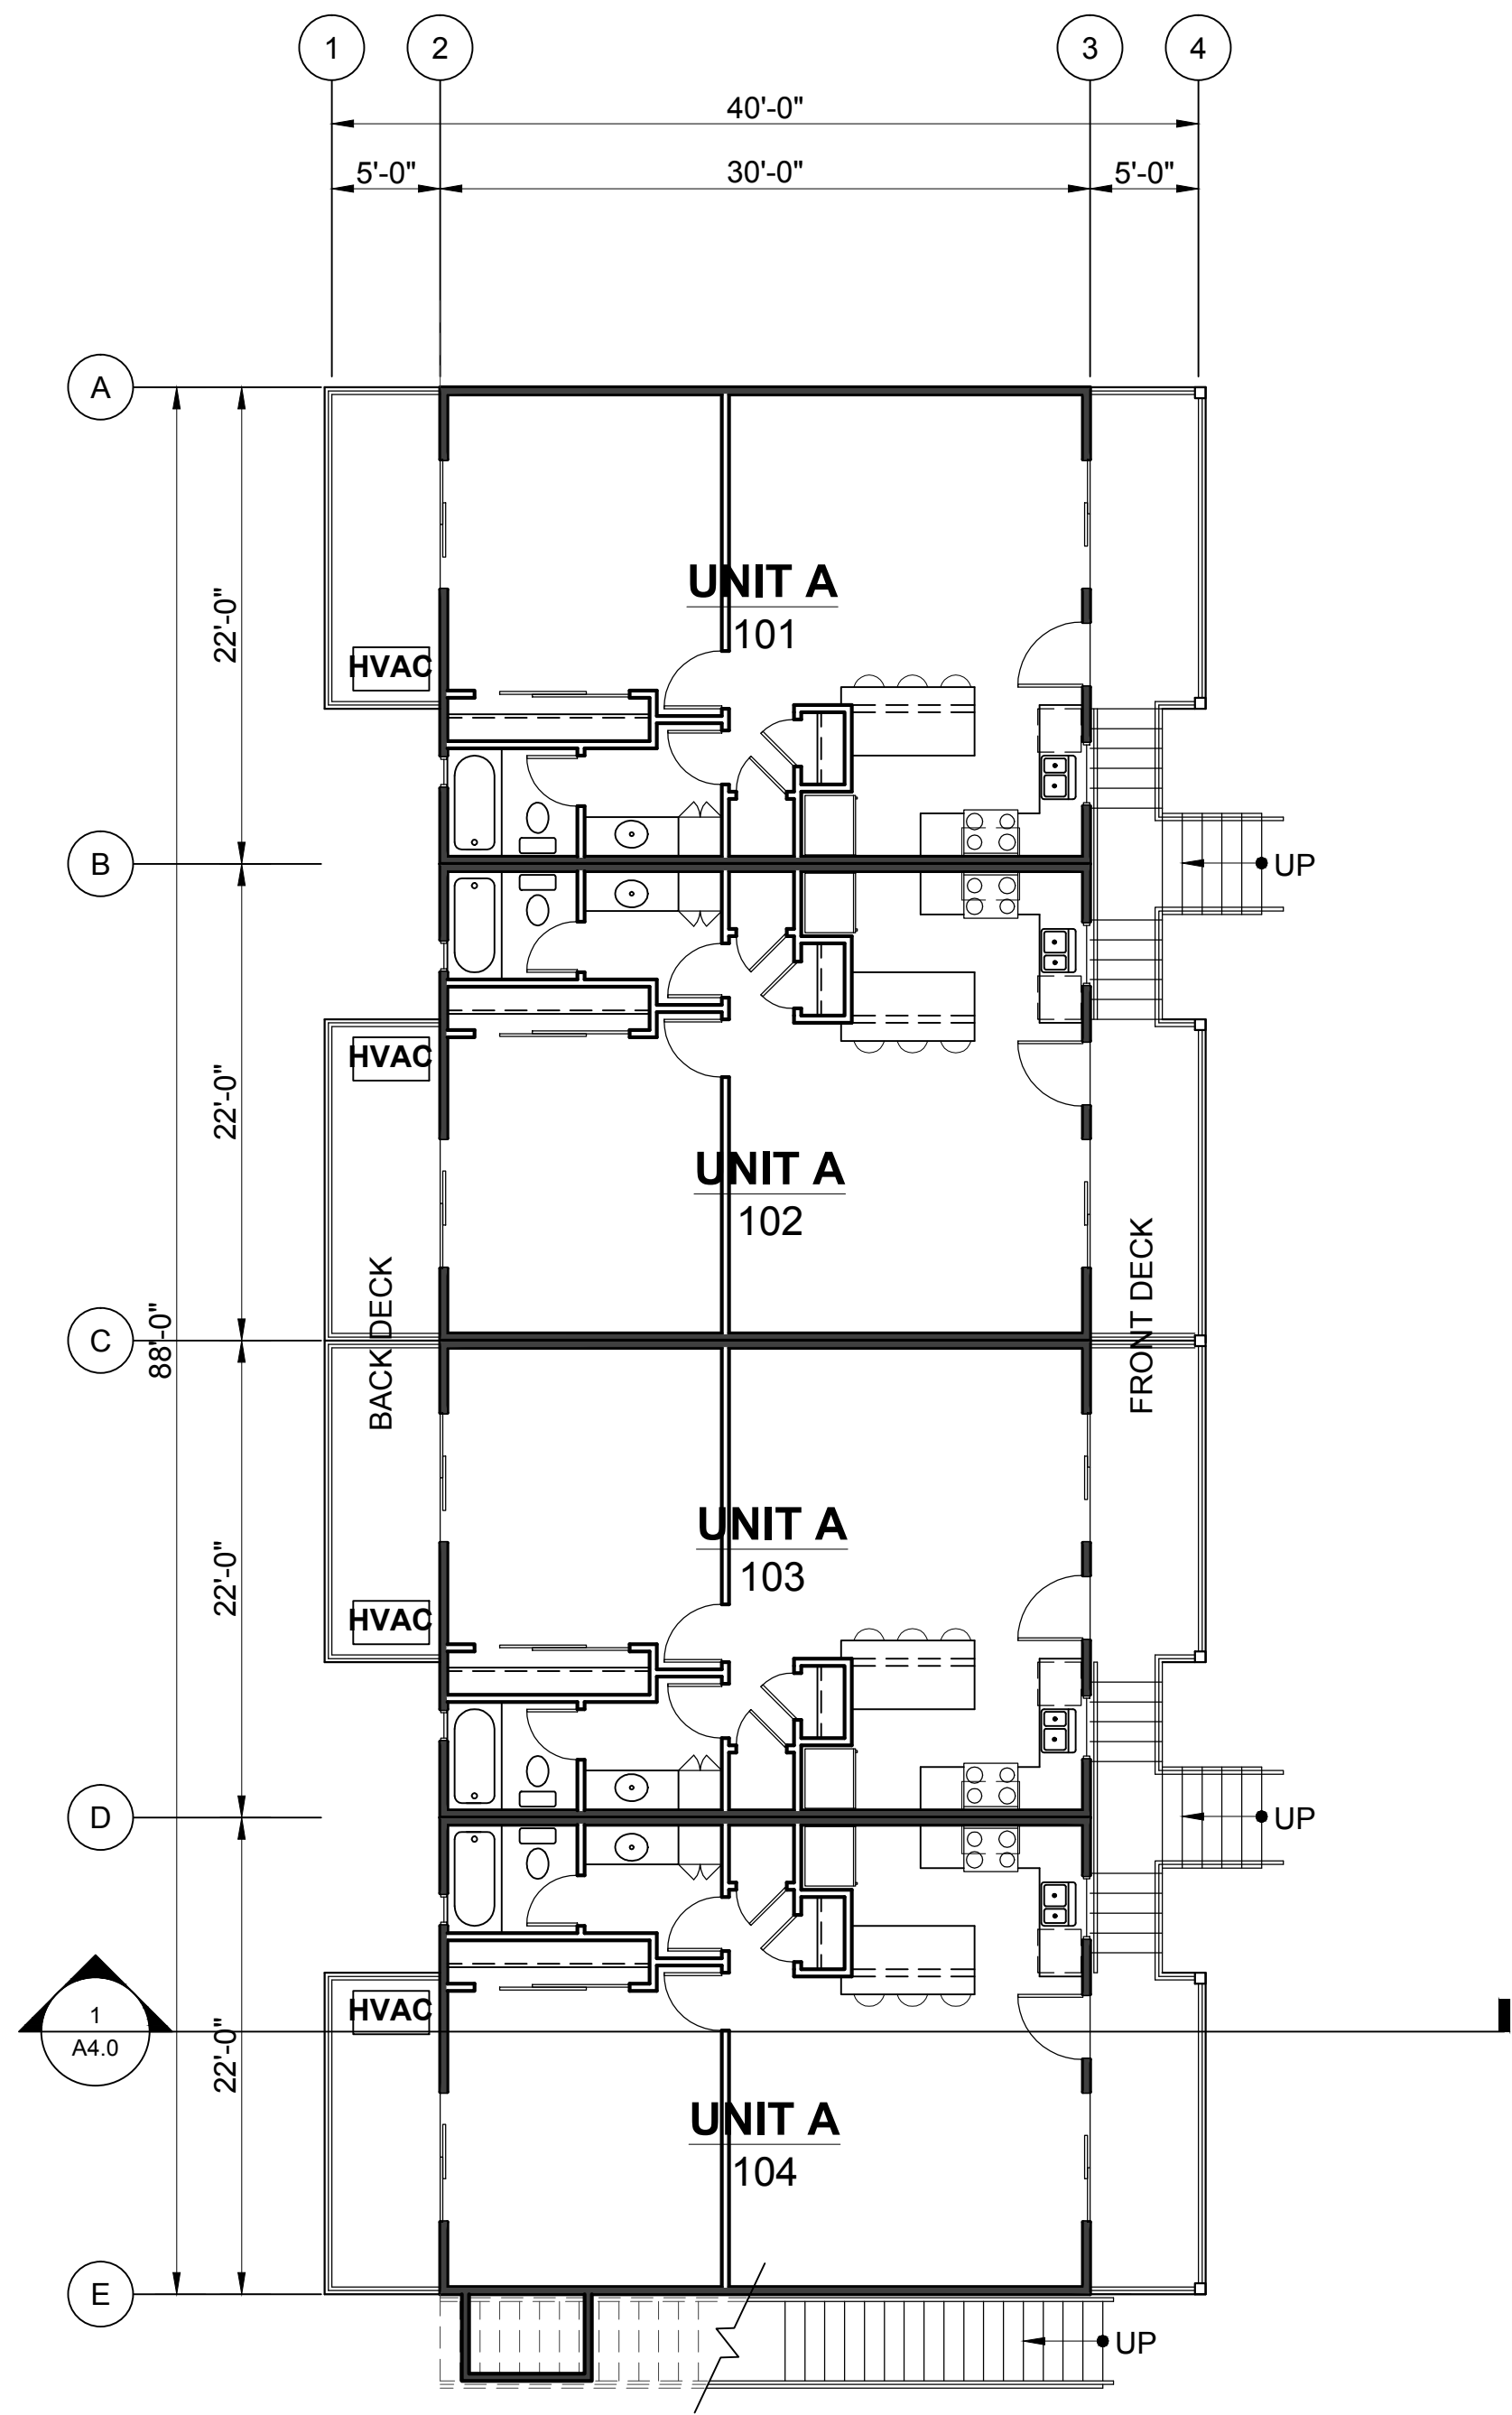 1 2 3 4
40'-0"
5'-0" 30'-0" 5'-0"
A
UNIT A
101
22'-0"
HVAC
B
UP
22'-0"
HVAC
UNIT A
102
BACK DECK
FRONT DECK
88'-0"
C
UNIT A
103
22'-0"
HVAC
D
UP
HVAC
1
A4.0
22'-0"
UNIT A
104
E
UP